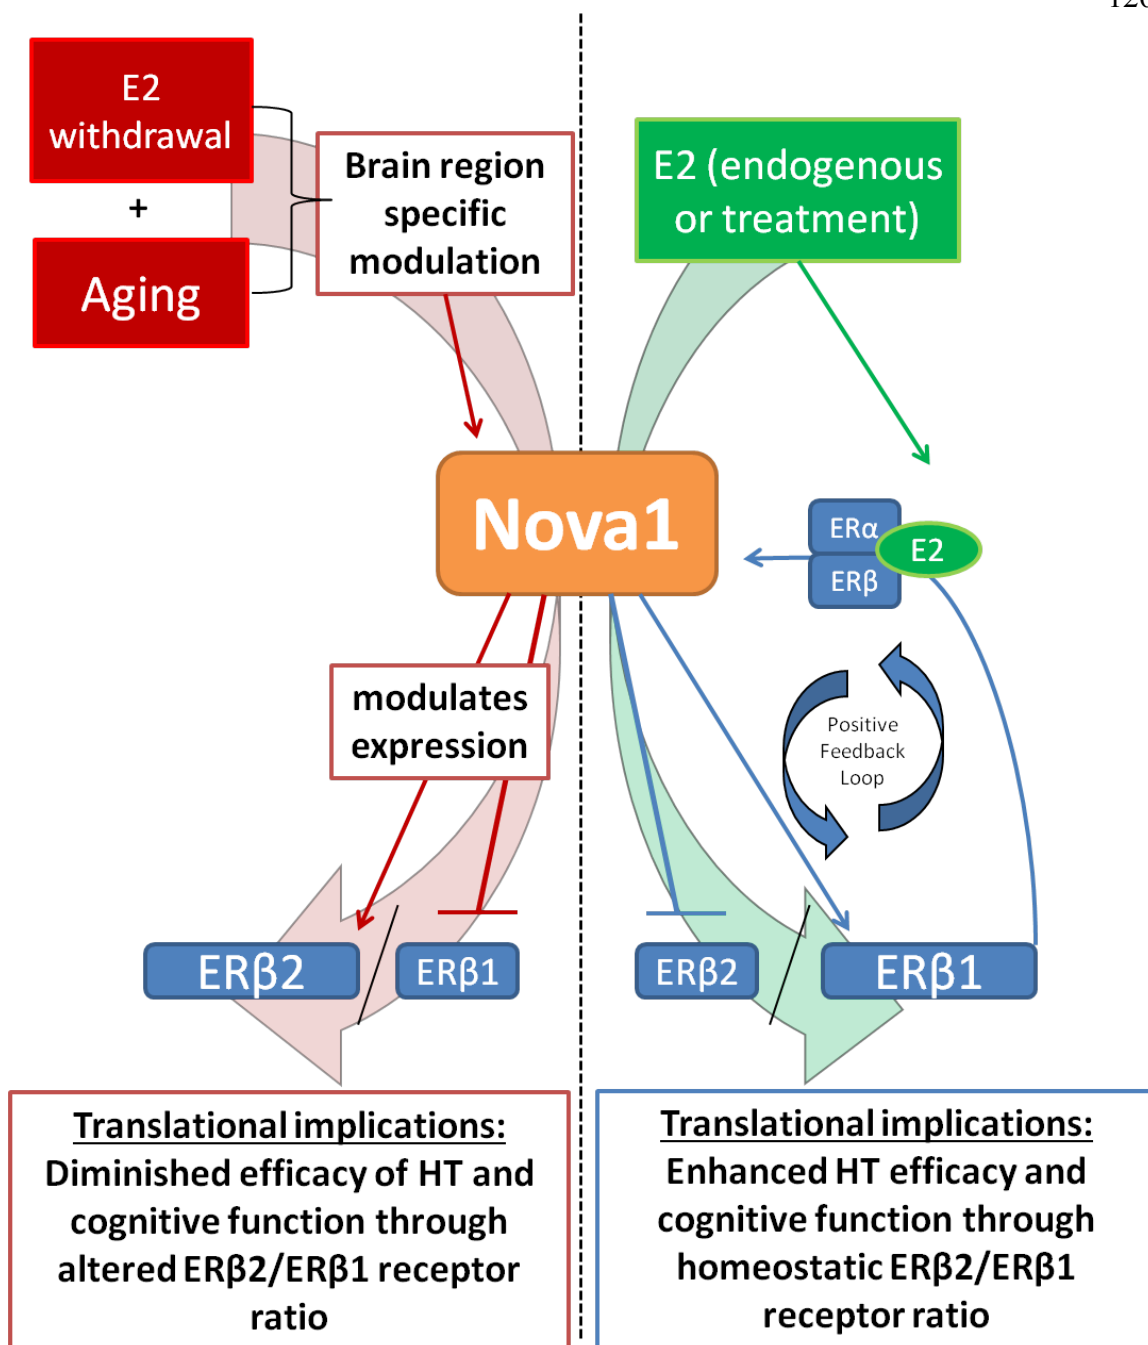 E2
withdrawal
+
Aging
Brain region
specific
modulation
E2 (endogenous
or treatment)
Nova1
ERα
ERβ
E2
modulates
expression
Positive
Feedback
Loop
ERβ2
ERβ1
ERβ2
ERβ1
Translational implications:
Diminished efficacy of HT and
cognitive function through
altered ERβ2/ERβ1 receptor
ratio
Translational implications:
Enhanced HT efficacy and
cognitive function through
homeostatic ERβ2/ERβ1
receptor ratio